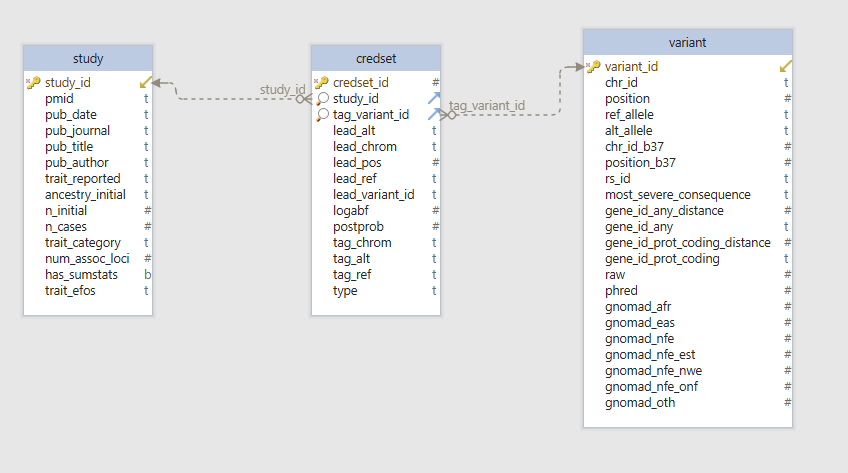 study
study_id
pmid t
pub_date t
pub_journal t
pub_title t
pub_author t
trait_reported t
ancestry_initial t
n_initial #
n_cases #
trait_category t
num_assoc_loci #
has_sumstats b
trait_efos t
study_id
credset
credset_id #
study_id
tag_variant_id
lead_alt t
lead_chrom t
lead_pos #
lead_ref t
lead_variant_id t
logabf #
postprob #
tag_chrom t
tag_alt t
tag_ref t
type t
tag_variant_id
variant
variant_id
chr_id t
position #
ref_allele t
alt_allele t
chr_id_b37 #
position_b37 #
rs_id t
most_severe_consequence t
gene_id_any_distance #
gene_id_any t
gene_id_prot_coding_distance #
gene_id_prot_coding t
raw #
phred #
gnomad_afr #
gnomad_eas #
gnomad_nfe #
gnomad_nfe_est #
gnomad_nfe_nwe #
gnomad_nfe_onf #
gnomad_oth #